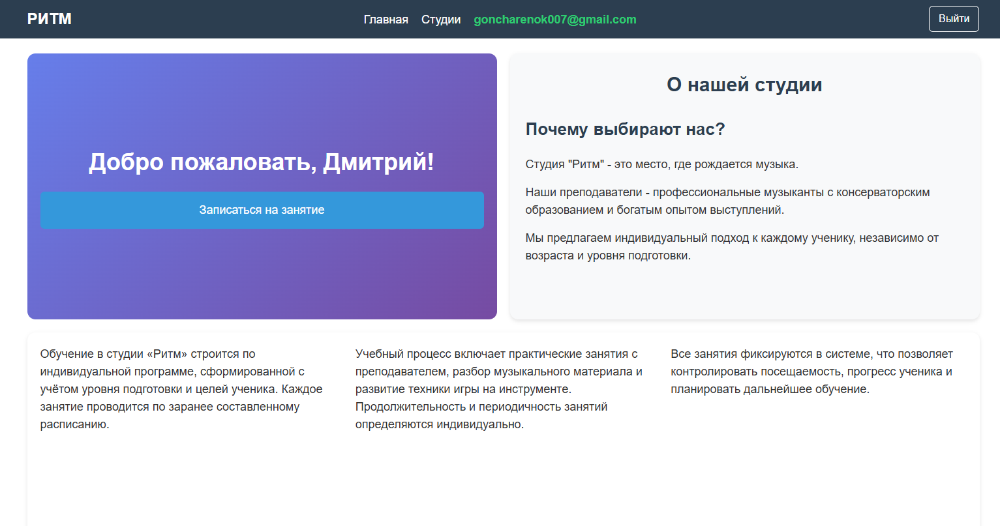 РИТМ
Главная Студии goncharenok007@gmail.com
Выйти
Добро пожаловать, Дмитрий!
Записаться на занятие
О нашей студии
Почему выбирают нас?
Студия "Ритм" - это место, где рождается музыка.
Наши преподаватели - профессиональные музыканты с консерваторским
образованием и богатым опытом выступлений.
Мы предлагаем индивидуальный подход к каждому ученику, независимо от
возраста и уровня подготовки.
Обучение в студии «Ритм» строится по
индивидуальной программе, сформированной с
учётом уровня подготовки и целей ученика. Каждое
занятие проводится по заранее составленному
расписанию.
Учебный процесс включает практические занятия с
преподавателем, разбор музыкального материала и
развитие техники игры на инструменте.
Продолжительность и периодичность занятий
определяются индивидуально.
Все занятия фиксируются в системе, что позволяет
контролировать посещаемость, прогресс ученика и
планировать дальнейшее обучение.